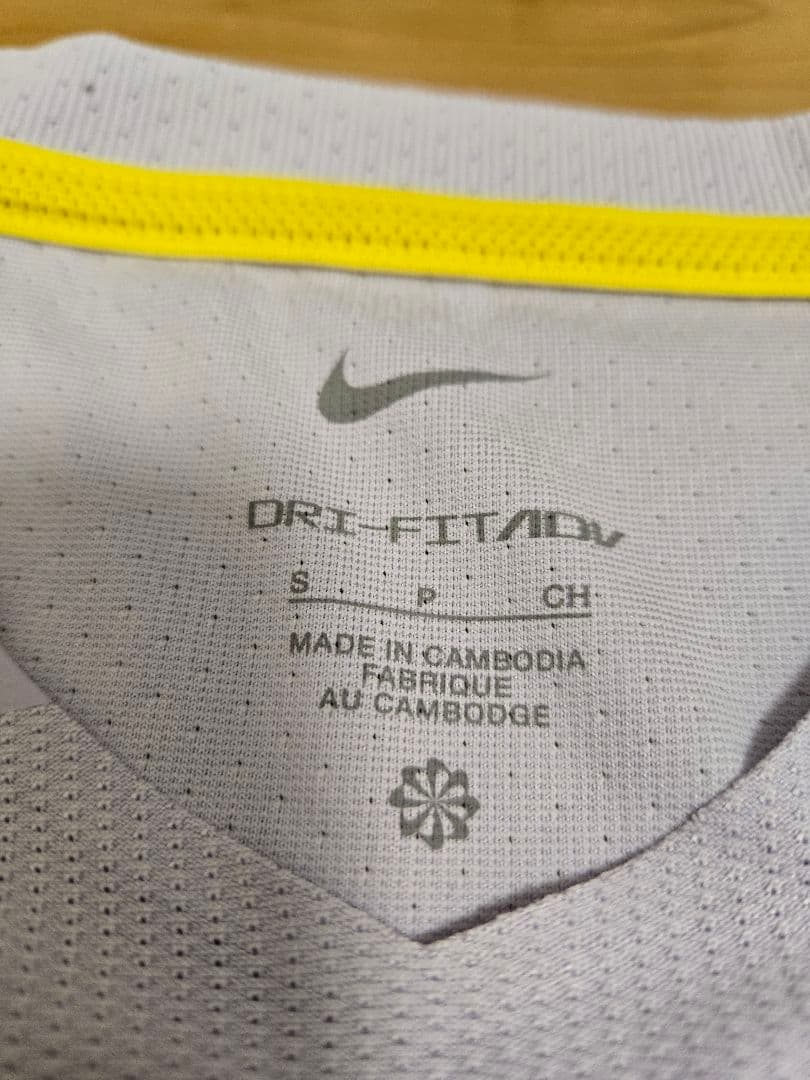 DRI-FIT ADV
S P CH
MADE IN CAMBODIA
FABRIQUE
AU CAMBODGE